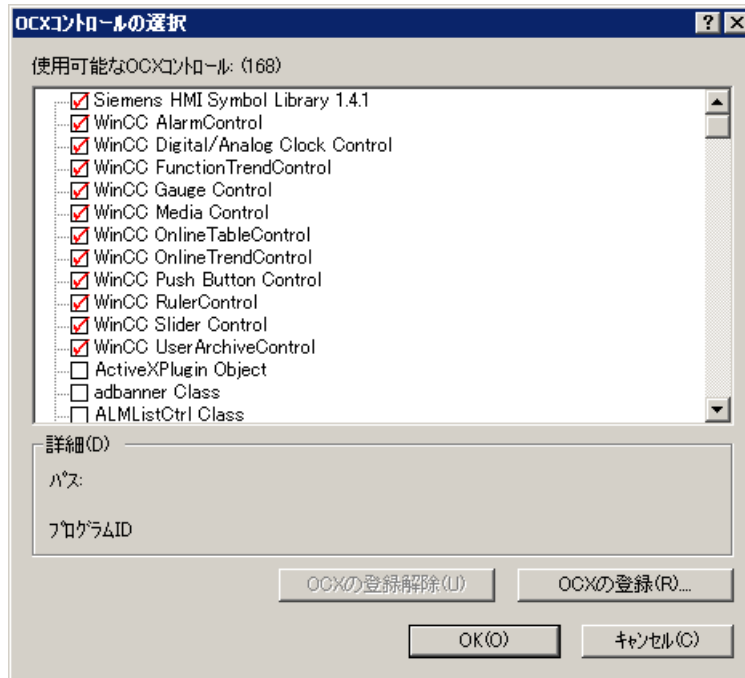 OCXｺﾝﾄﾛｰﾙの選択
使用可能なOCXｺﾝﾄﾛｰﾙ: (168)
Siemens HMI Symbol Library 1.4.1
WinCC AlarmControl
WinCC Digital/Analog Clock Control
WinCC FunctionTrendControl
WinCC Gauge Control
WinCC Media Control
WinCC OnlineTableControl
WinCC OnlineTrendControl
WinCC Push Button Control
WinCC RulerControl
WinCC Slider Control
WinCC UserArchiveControl
ActiveXPlugin Object
adbanner Class
ALMListCtrl Class
詳細(D)
ﾊﾟｽ:
ﾌﾟﾛｸﾞﾗﾑID
OCXの登録解除(U)
OCXの登録(R)...
OK(O)
ｷｬﾝｾﾙ(C)